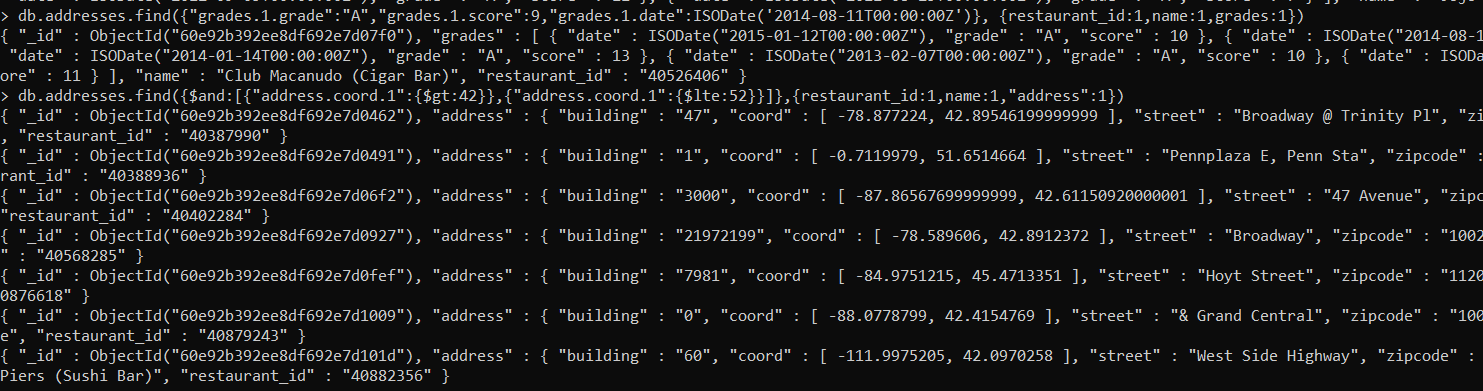 > db.addresses.find({"grades.1.grade":"A","grades.1.score":9,"grades.1.date":ISODate('2014-08-11T00:00:00Z')}, {restaurant_id:1,name:1,grades:1})
{ "_id" : ObjectId("60e92b392ee8df692e7d07f0"), "grades" : [ { "date" : ISODate("2015-01-12T00:00:00Z"), "grade" : "A", "score" : 10 }, { "date" : ISODate("2014-08-1
"date" : ISODate("2014-01-14T00:00:00Z"), "grade" : "A", "score" : 13 }, { "date" : ISODate("2013-02-07T00:00:00Z"), "grade" : "A", "score" : 10 }, { "date" : ISODa
ore" : 11 } ], "name" : "Club Macanudo (Cigar Bar)", "restaurant_id" : "40526406" }
> db.addresses.find({$and:[{"address.coord.1":{$gt:42}},{"address.coord.1":{$lte:52}}]},{restaurant_id:1,name:1,"address":1})
{ "_id" : ObjectId("60e92b392ee8df692e7d0462"), "address" : { "building" : "47", "coord" : [ -78.877224, 42.89546199999999 ], "street" : "Broadway @ Trinity Pl", "zi
, "restaurant_id" : "40387990" }
{ "_id" : ObjectId("60e92b392ee8df692e7d0491"), "address" : { "building" : "1", "coord" : [ -0.7119979, 51.6514664 ], "street" : "Pennplaza E, Penn Sta", "zipcode" :
rant_id" : "40388936" }
{ "_id" : ObjectId("60e92b392ee8df692e7d06f2"), "address" : { "building" : "3000", "coord" : [ -87.86567699999999, 42.61150920000001 ], "street" : "47 Avenue", "zipc
"restaurant_id" : "40402284" }
{ "_id" : ObjectId("60e92b392ee8df692e7d0927"), "address" : { "building" : "21972199", "coord" : [ -78.589606, 42.8912372 ], "street" : "Broadway", "zipcode" : "1002
" : "40568285" }
{ "_id" : ObjectId("60e92b392ee8df692e7d0fef"), "address" : { "building" : "7981", "coord" : [ -84.9751215, 45.4713351 ], "street" : "Hoyt Street", "zipcode" : "1120
0876618" }
{ "_id" : ObjectId("60e92b392ee8df692e7d1009"), "address" : { "building" : "0", "coord" : [ -88.0778799, 42.4154769 ], "street" : "& Grand Central", "zipcode" : "100
e", "restaurant_id" : "40879243" }
{ "_id" : ObjectId("60e92b392ee8df692e7d101d"), "address" : { "building" : "60", "coord" : [ -111.9975205, 42.0970258 ], "street" : "West Side Highway", "zipcode" :
Piers (Sushi Bar)", "restaurant_id" : "40882356" }